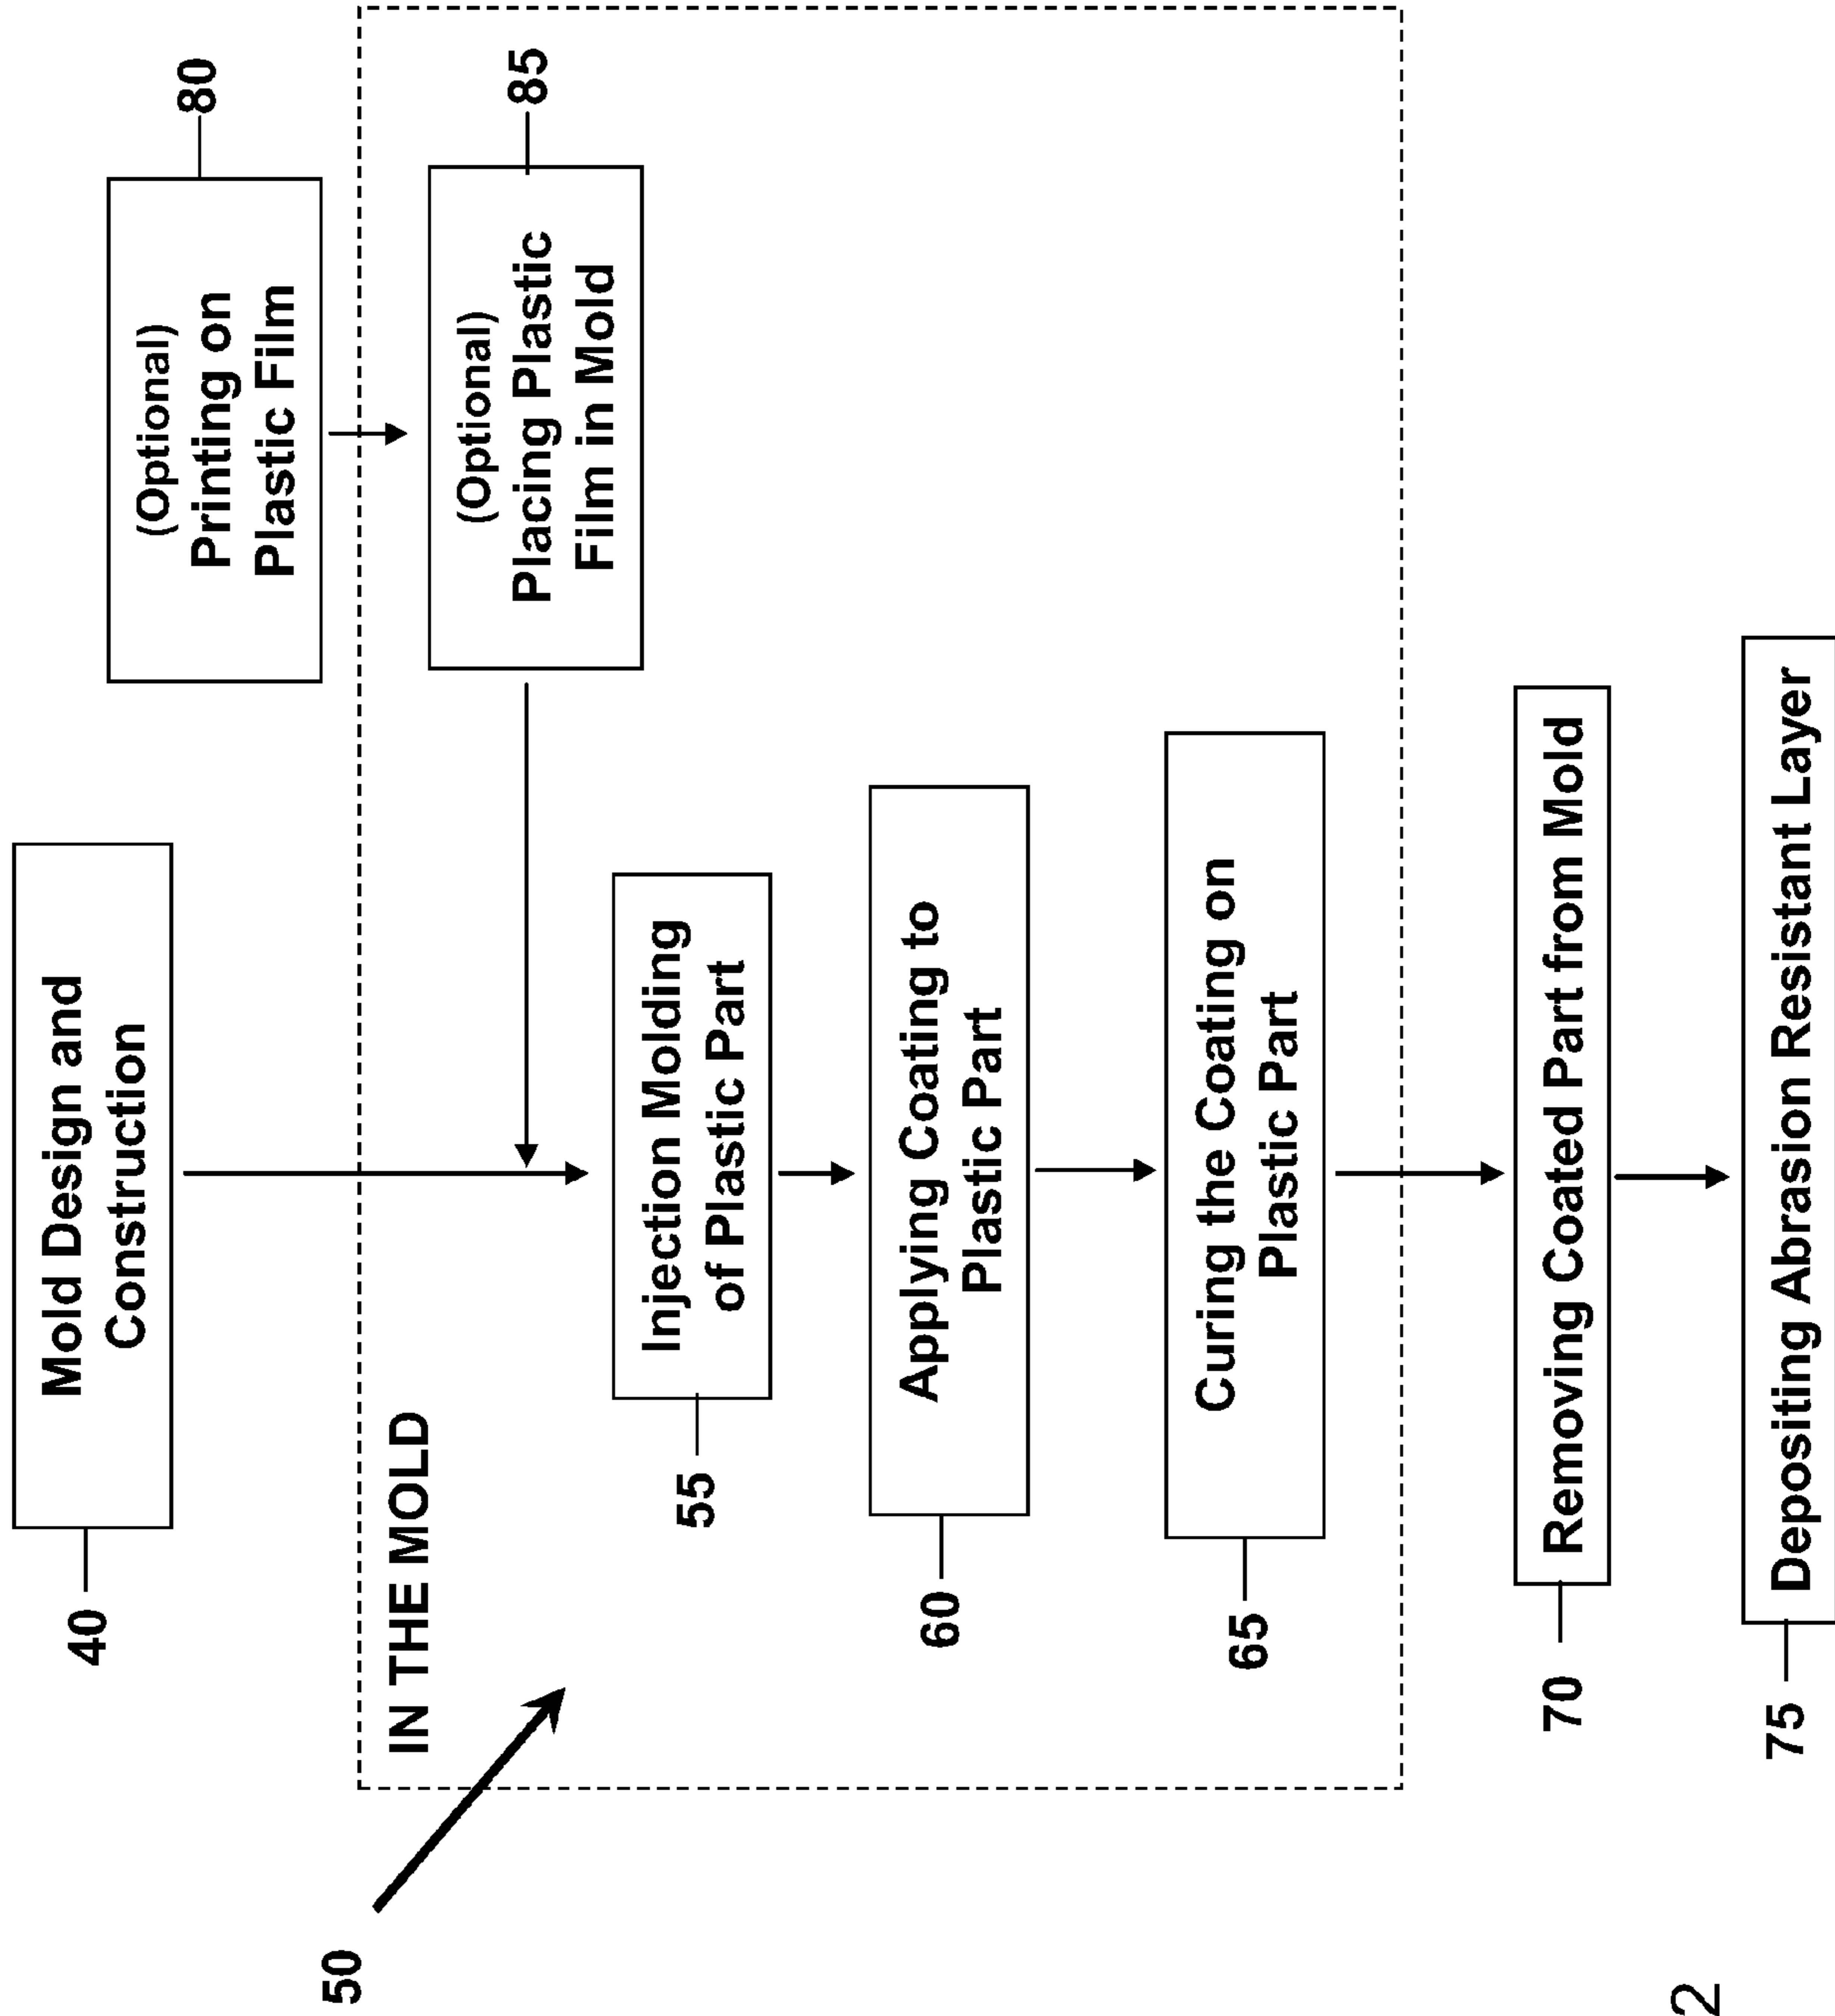 40
Mold Design and
Construction
(Optional)
Printing on
Plastic Film
80
50
IN THE MOLD
(Optional)
Placing Plastic
Film in Mold
85
55
Injection Molding
of Plastic Part
60
Applying Coating to
Plastic Part
65
Curing the Coating on
Plastic Part
70
Removing Coated Part from Mold
75
Depositing Abrasion Resistant Layer
2